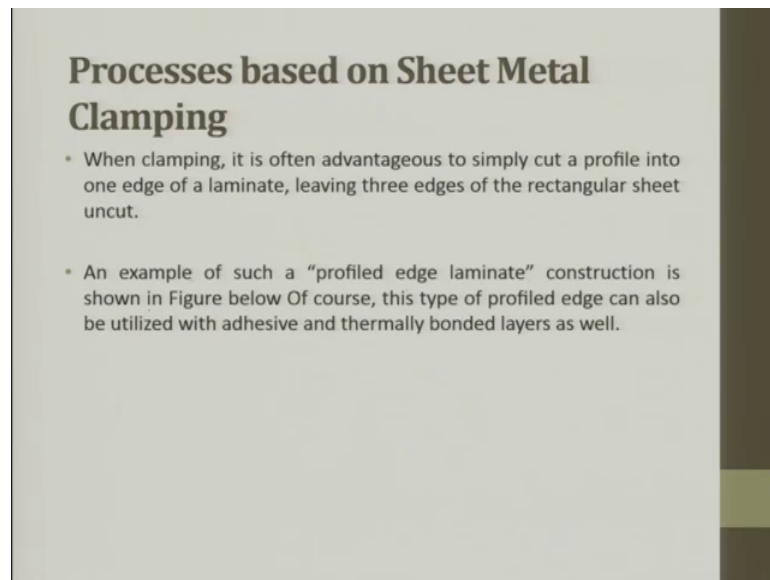 Processes based on Sheet Metal
Clamping
• When clamping, it is often advantageous to simply cut a profile into
one edge of a laminate, leaving three edges of the rectangular sheet
uncut.
• An example of such a “profiled edge laminate” construction is
shown in Figure below Of course, this type of profiled edge can also
be utilized with adhesive and thermally bonded layers as well.